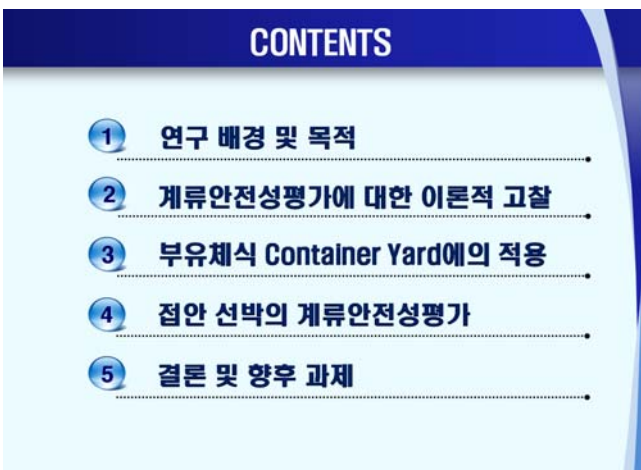 CONTENTS
1 연구 배경 및 목적
2 계류안전성평가에 대한 이론적 고찰
3 부유체식 Container Yard에의 적용
4 접안 선박의 계류안전성평가
5 결론 및 향후 과제